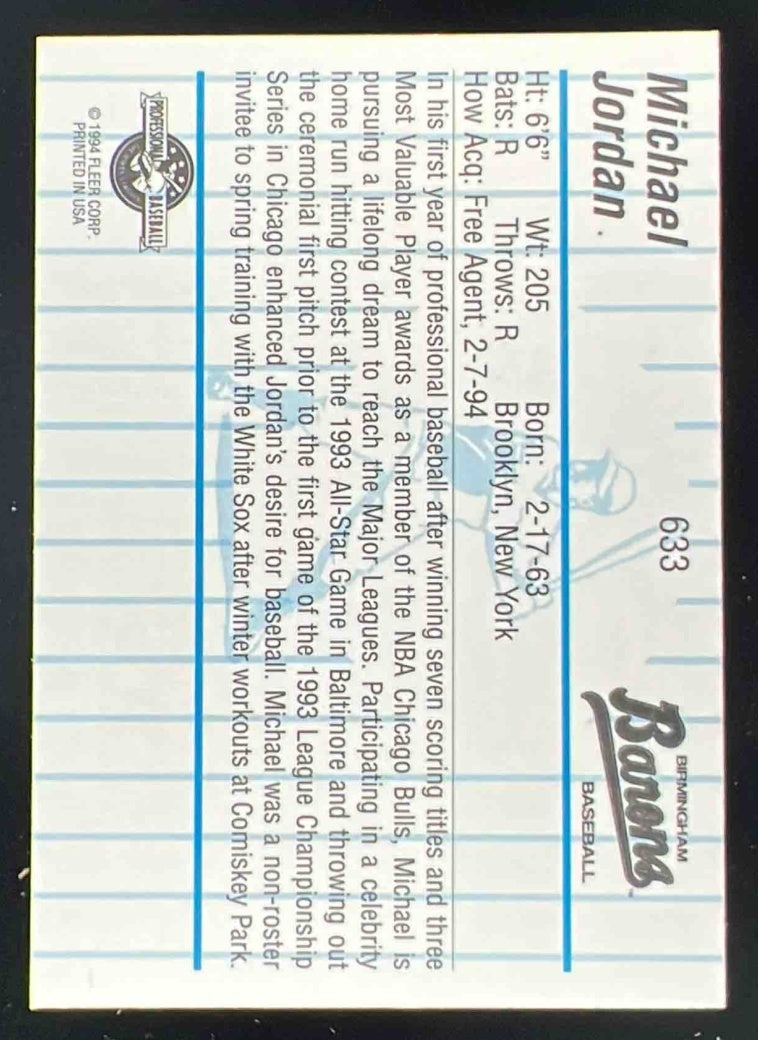 Michael
Jordan
633
BIRMINGHAM
Barons™
BASEBALL
Ht: 6'6" Wt: 205 Born: 2-17-63
Bats: R Throws: R Brooklyn, New York
How Acq: Free Agent, 2-7-94
In his first year of professional baseball after winning seven scoring titles and three
Most Valuable Player awards as a member of the NBA Chicago Bulls, Michael is
pursuing a lifelong dream to reach the Major Leagues. Participating in a celebrity
home run hitting contest at the 1993 All-Star Game in Baltimore and throwing out
the ceremonial first pitch prior to the first game of the 1993 League Championship
Series in Chicago enhanced Jordan's desire for baseball. Michael was a non-roster
invitee to spring training with the White Sox after winter workouts at Comiskey Park.
PROFESSIONAL BASEBALL
© 1994 FLEER CORP.
PRINTED IN USA